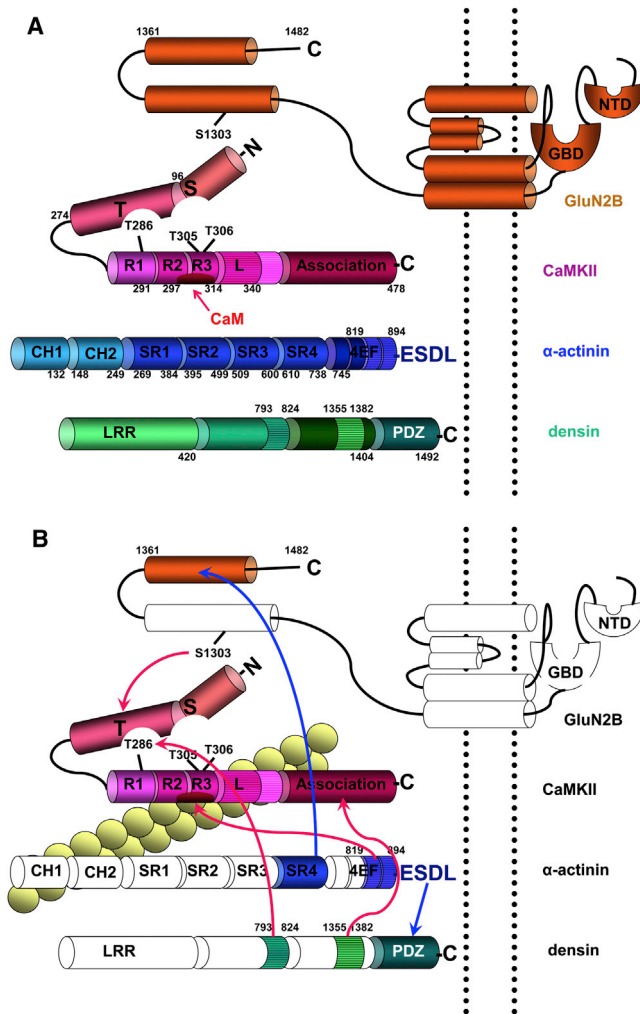 A
1361
1482
C
S1303
NTD
GBD
GluN2B
N
96
S
274
T
T286
T305
T306
R1
R2
R3
L
Association
-C
291
297
314
340
478
CaM
CaMKII
819
894
CH1
CH2
SR1
SR2
SR3
SR4
4EF
-ESDL
α-actinin
132
148
249
269
384
395
499
509
600
610
738
745
793
824
1355
1382
LRR
PDZ
-C
densin
420
1404
1492
B
1361
1482
C
S1303
NTD
GBD
GluN2B
N
S
T
T286
T305
T306
R1
R2
R3
L
Association
-C
CaMKII
819
894
CH1
CH2
SR1
SR2
SR3
SR4
4EF
ESDL
α-actinin
793
824
1355
1382
LRR
PDZ
-C
densin